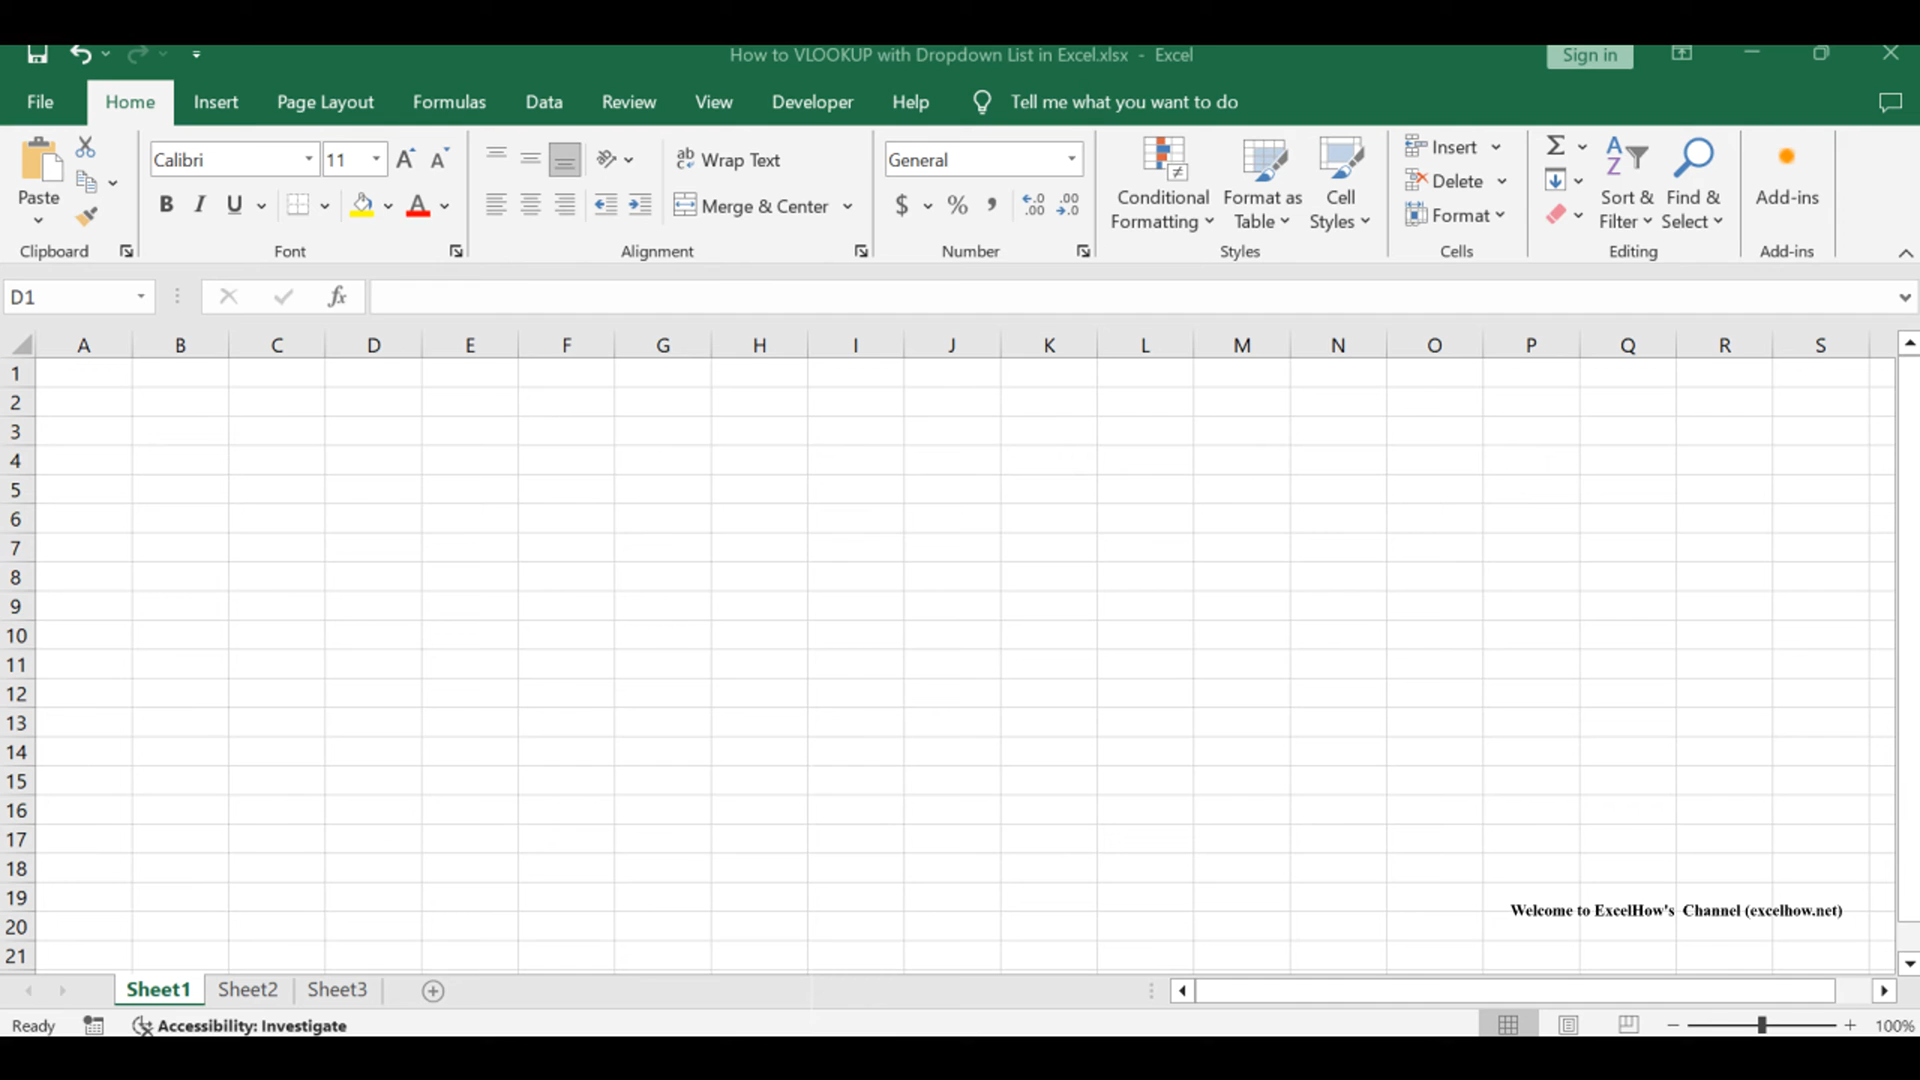 How to VLOOKUP with Dropdown List in Excel.xlsx - Excel
Sign in
File Home Insert Page Layout Formulas Data Review View Developer Help Tell me what you want to do
Paste
Clipboard
Calibri 11
A A
B I U A
Font
ab c Wrap Text
Merge & Center
Alignment
General
$ % , .0 .00 .00 .0
Number
Conditional Formatting
Format as Table
Cell Styles
Styles
Insert
Delete
Format
Cells
Σ
A Z
Sort & Filter
Find & Select
Editing
Add-ins
Add-ins
D1 fx
A B C D E F G H I J K L M N O P Q R S
1
2
3
4
5
6
7
8
9
10
11
12
13
14
15
16
17
18
19
20
21
Welcome to ExcelHow's Channel (excelhow.net)
Sheet1 Sheet2 Sheet3
Ready Accessibility: Investigate 100%